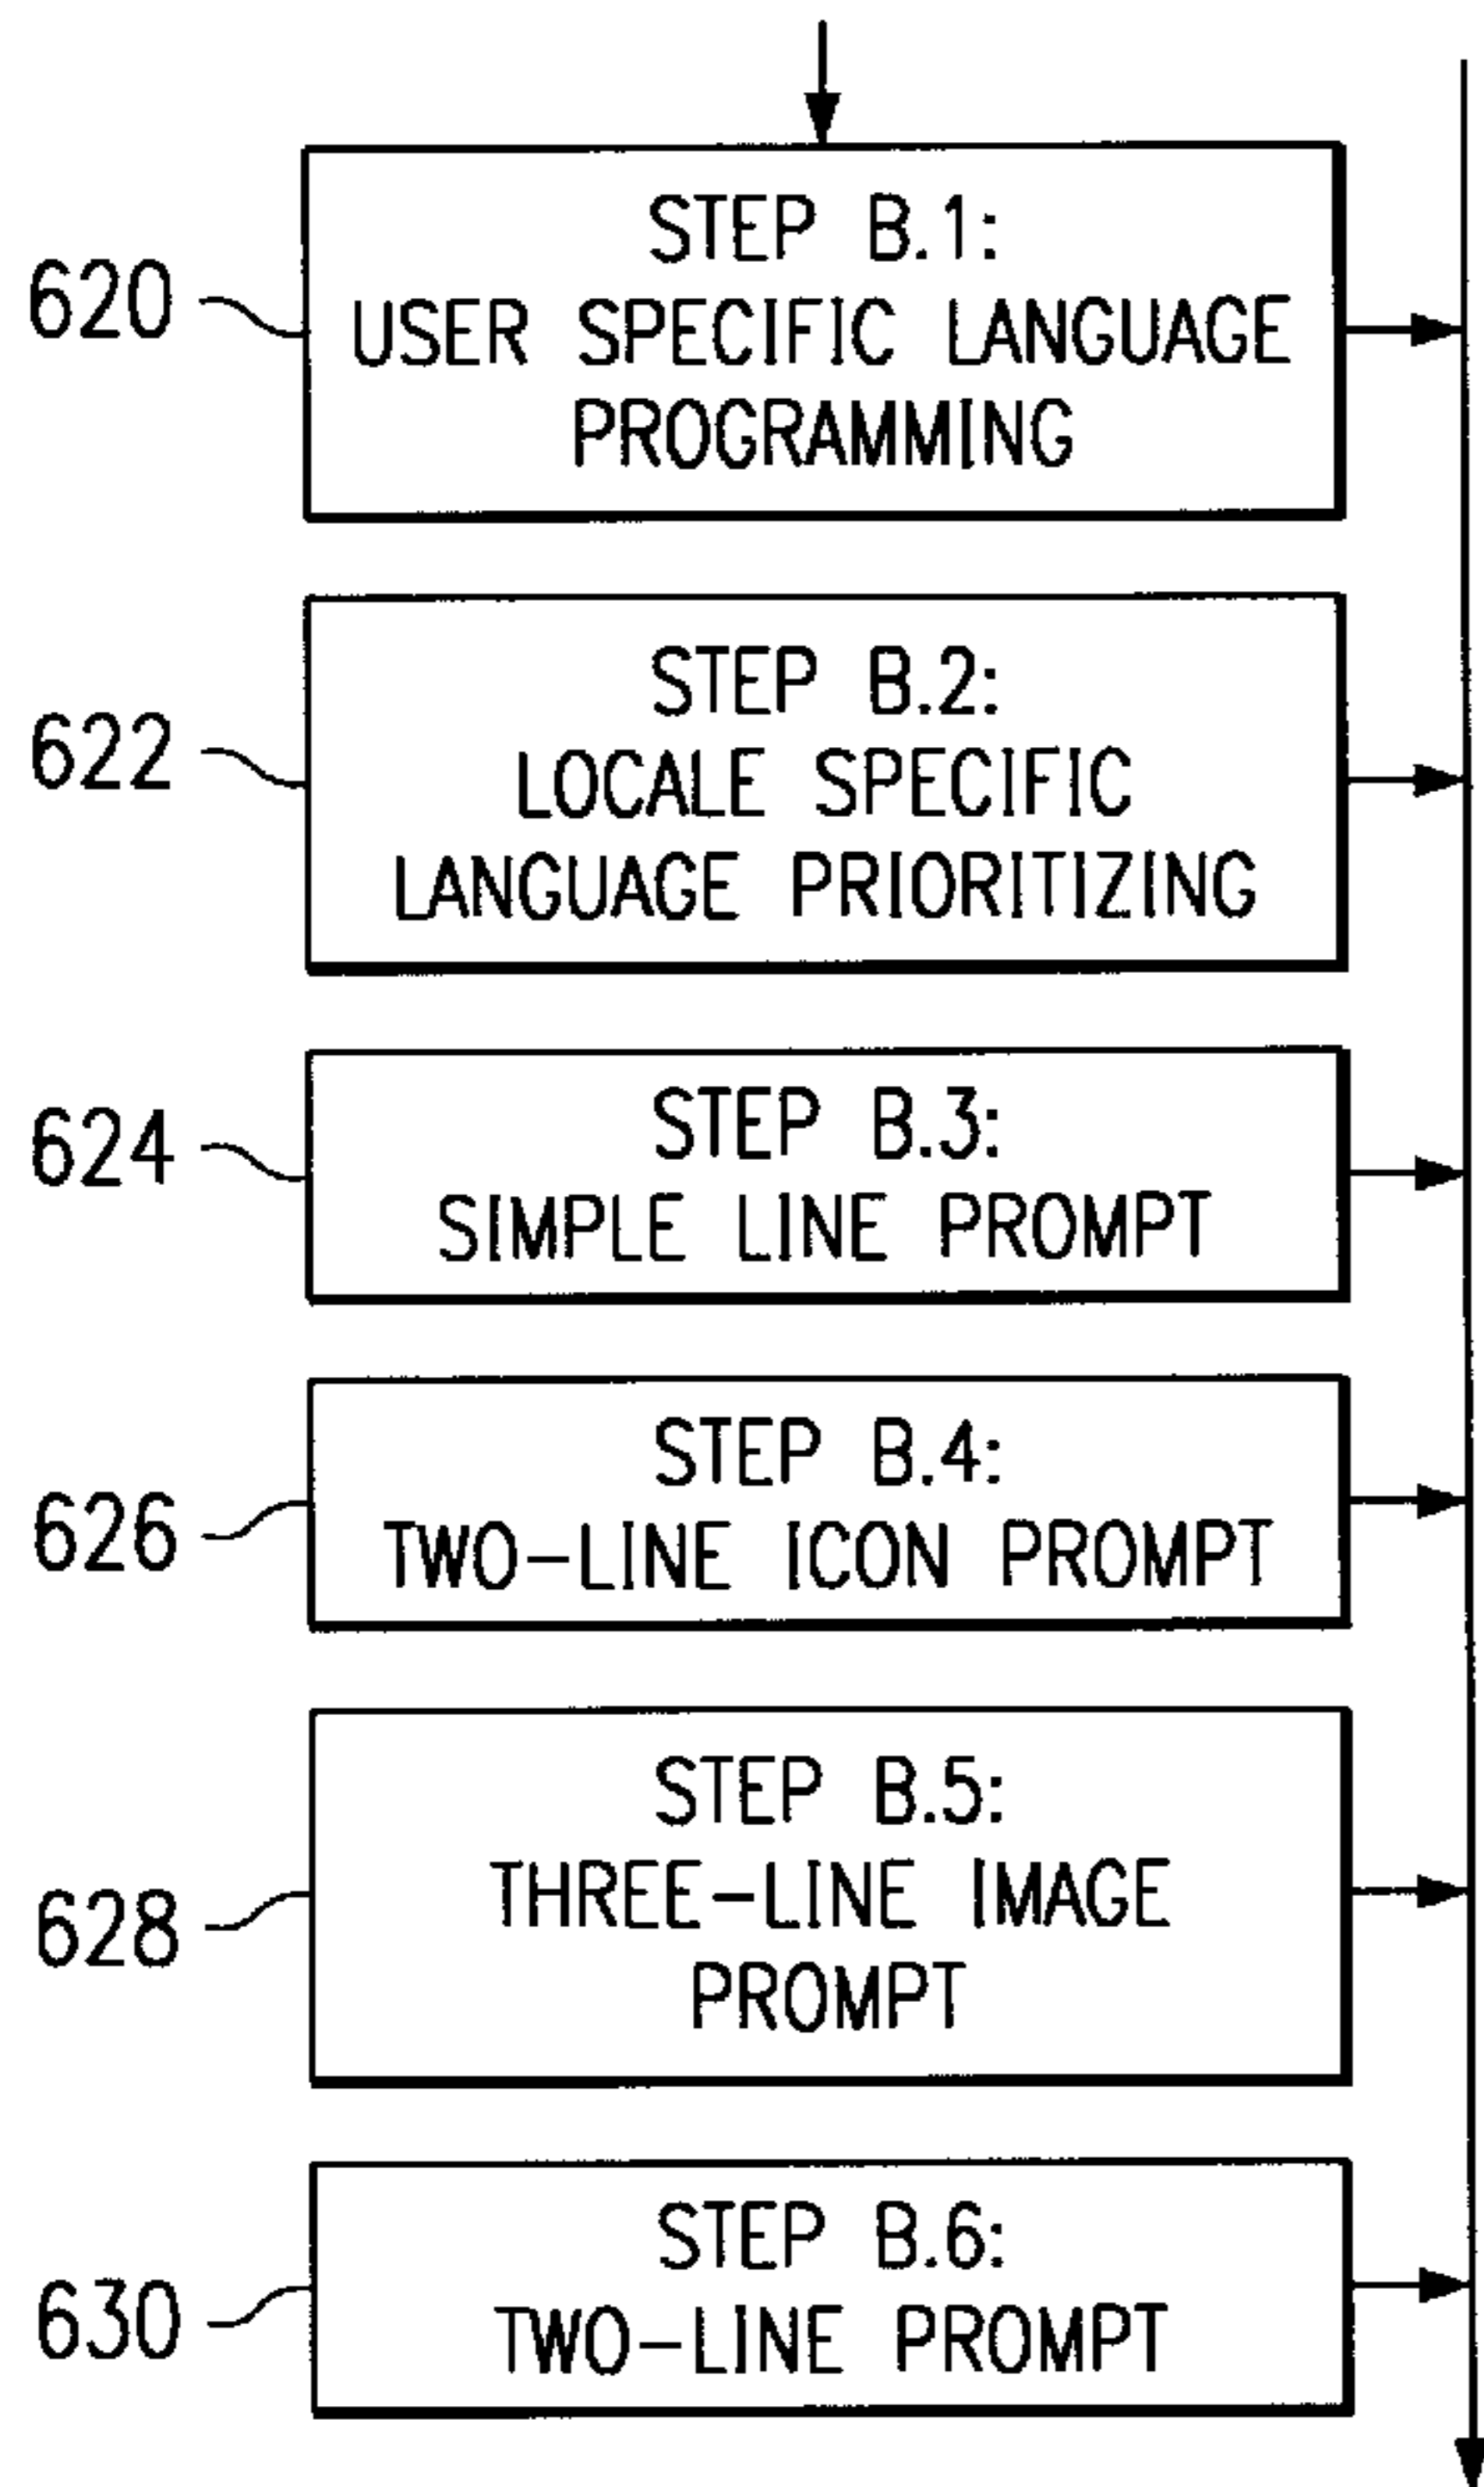 STEP B.1:
620
USER SPECIFIC LANGUAGE
PROGRAMMING
STEP B.2:
622
LOCALE SPECIFIC
LANGUAGE PRIORITIZING
STEP B.3:
624
SIMPLE LINE PROMPT
STEP B.4:
626
TWO-LINE ICON PROMPT
STEP B.5:
628
THREE-LINE IMAGE
PROMPT
STEP B.6:
630
TWO-LINE PROMPT